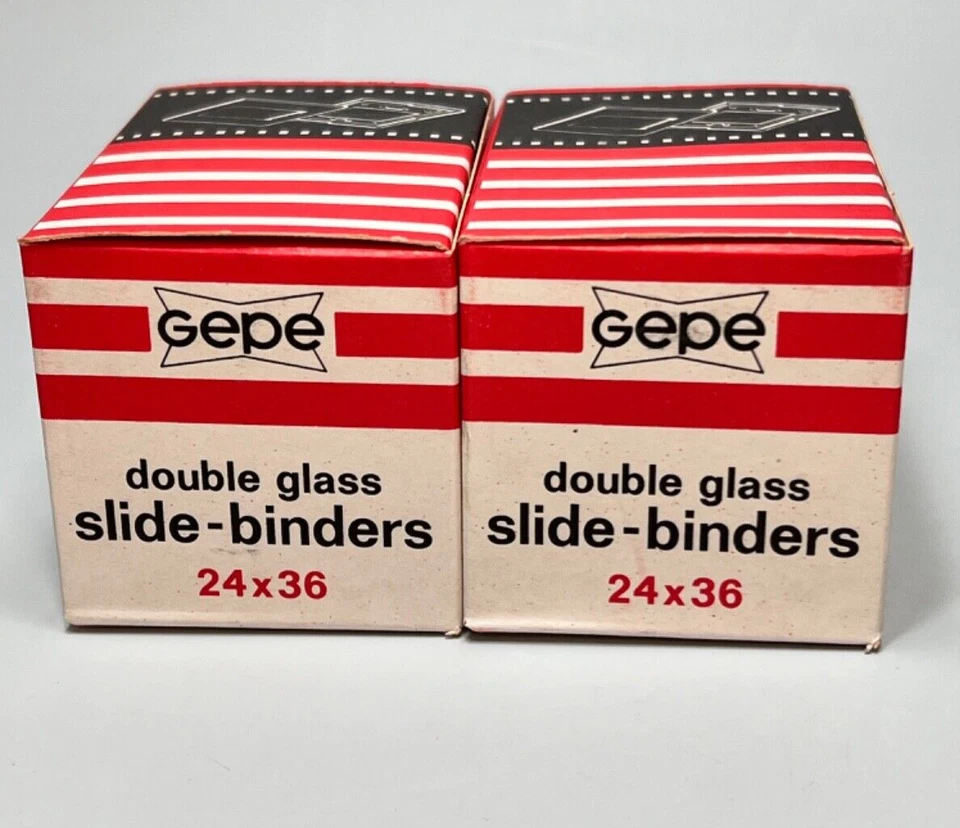 Gepe
double glass
slide-binders
24x36
Gepe
double glass
slide-binders
24x36